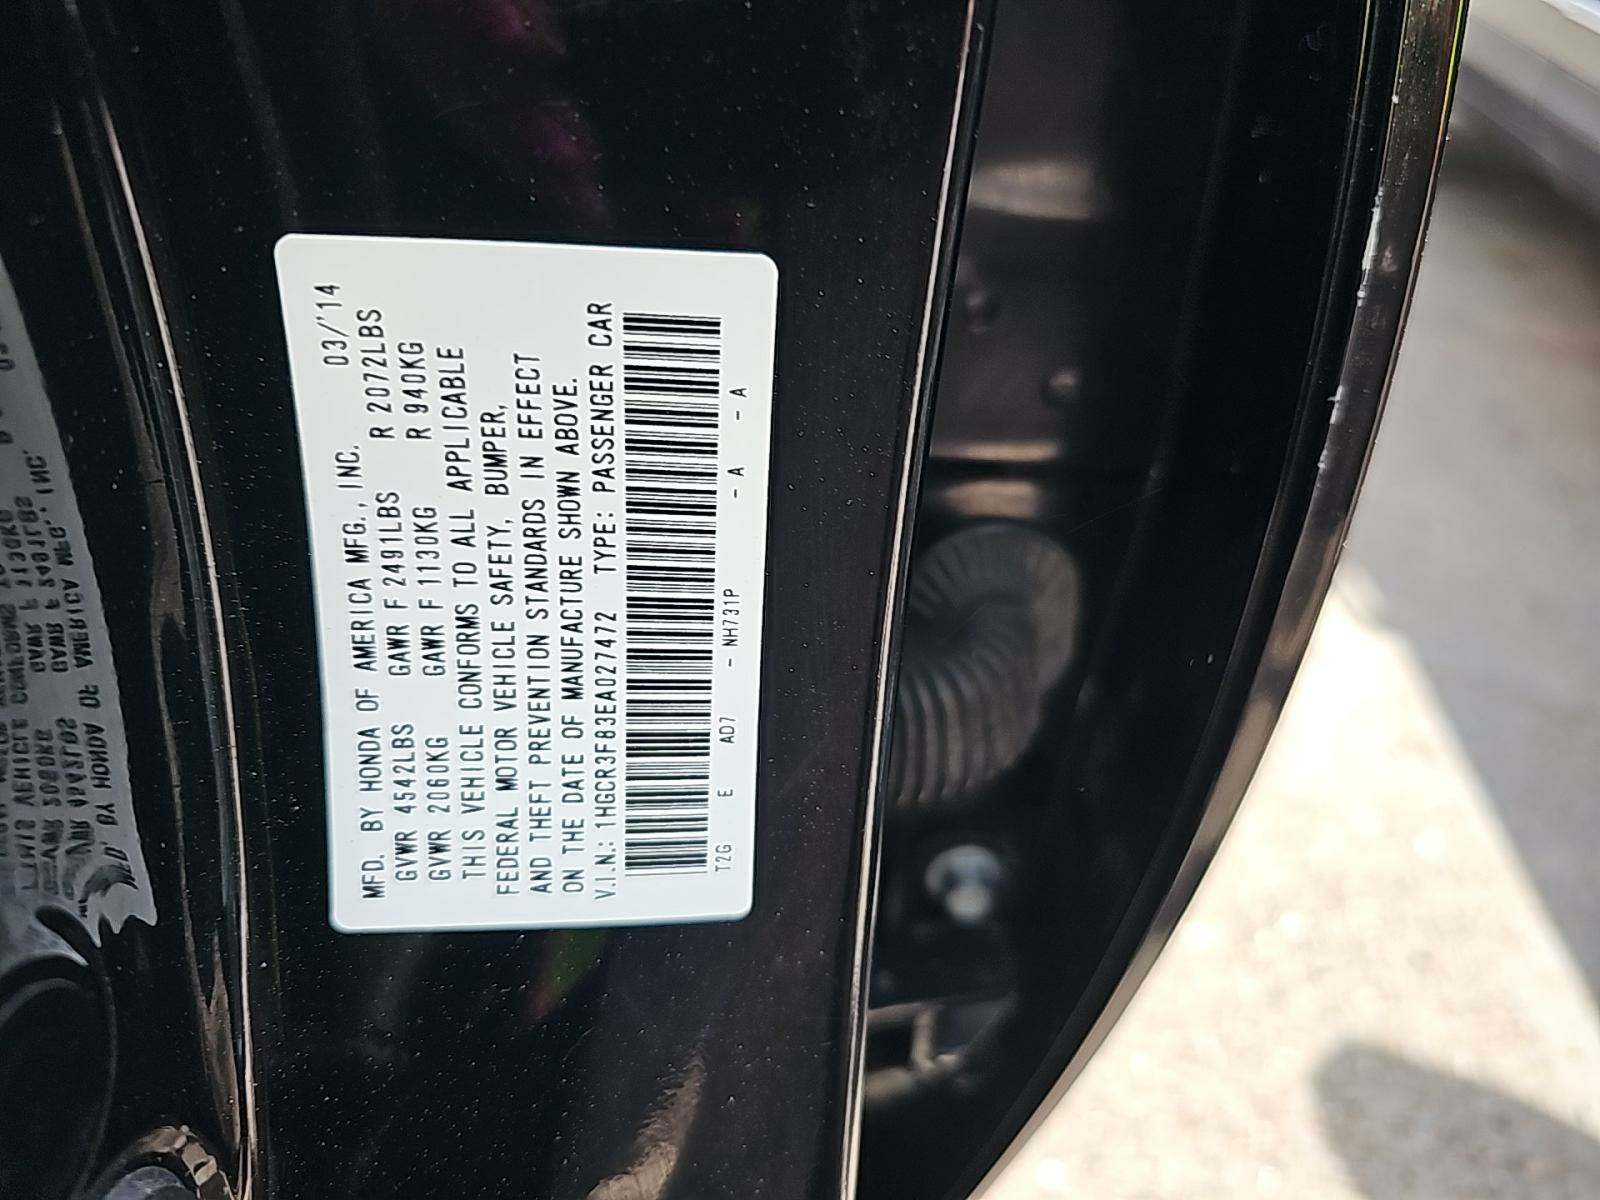 MFD. BY HONDA OF AMERICA MFG., INC. 03/'14
GVWR 4542LBS GAWR F 2491LBS R 2072LBS
GVWR 2060KG GAWR F 1130KG R 940KG
THIS VEHICLE CONFORMS TO ALL APPLICABLE
FEDERAL MOTOR VEHICLE SAFETY, BUMPER,
AND THEFT PREVENTION STANDARDS IN EFFECT
ON THE DATE OF MANUFACTURE SHOWN ABOVE.
V.I.N.: 1HGCR3F83EA027472 TYPE: PASSENGER CAR
T2G E AD7 - NH731P - A - A